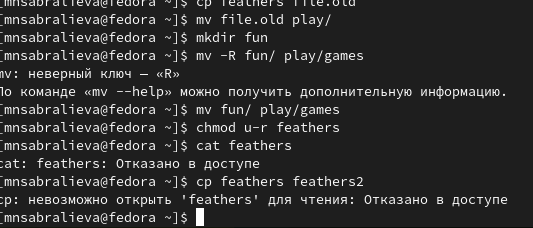 [mnsabralieva@fedora ~]$ cp feathers file.old
[mnsabralieva@fedora ~]$ mv file.old play/
[mnsabralieva@fedora ~]$ mkdir fun
[mnsabralieva@fedora ~]$ mv -R fun/ play/games
mv: неверный ключ — «R»
По команде «mv --help» можно получить дополнительную информацию.
[mnsabralieva@fedora ~]$ mv fun/ play/games
[mnsabralieva@fedora ~]$ chmod u-r feathers
[mnsabralieva@fedora ~]$ cat feathers
cat: feathers: Отказано в доступе
[mnsabralieva@fedora ~]$ cp feathers feathers2
cp: невозможно открыть 'feathers' для чтения: Отказано в доступе
[mnsabralieva@fedora ~]$